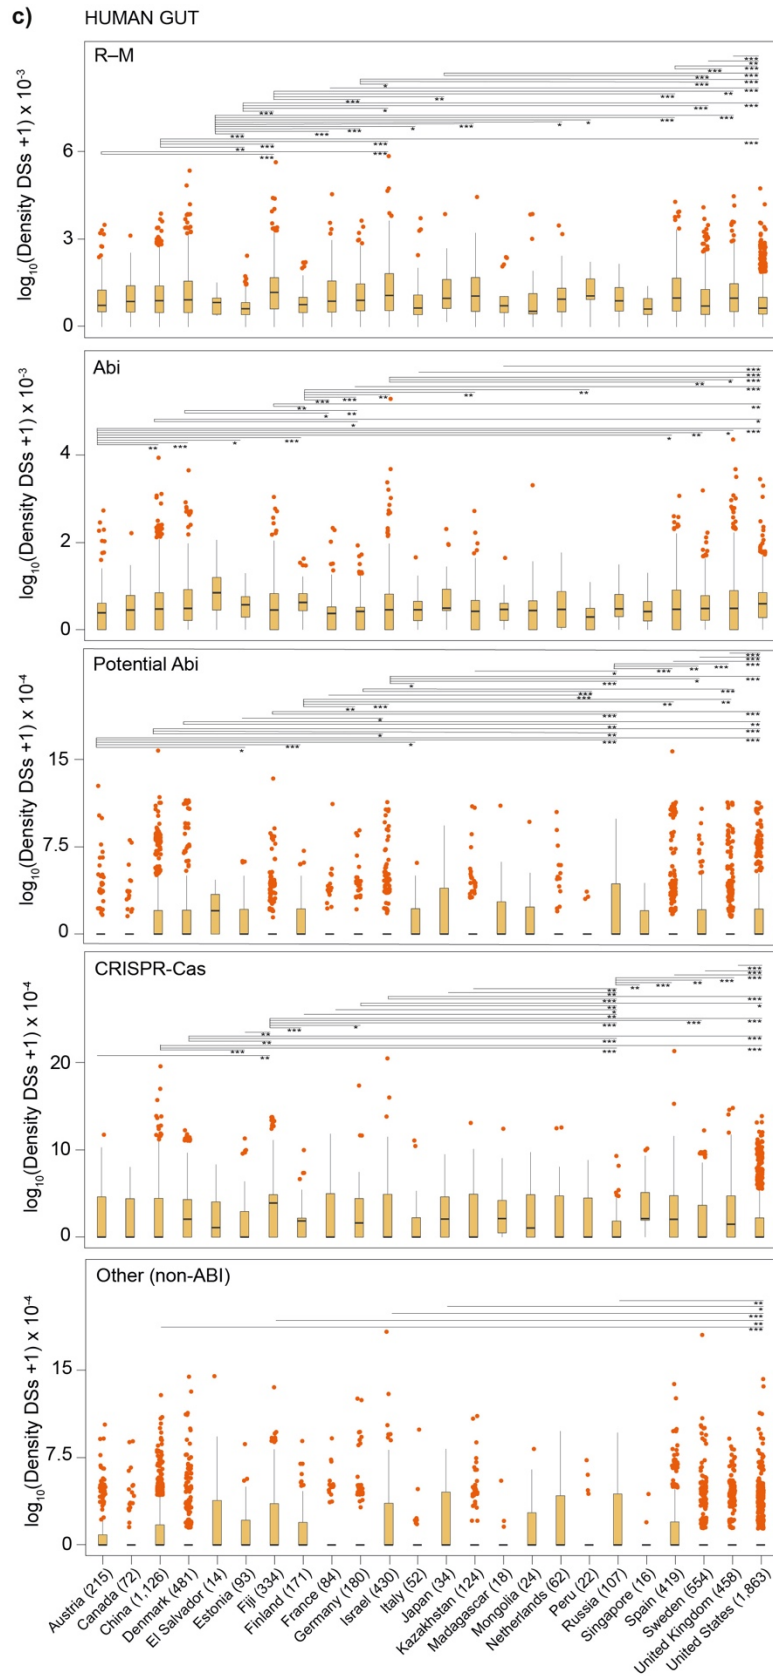 c) HUMAN GUT
R–M
log10(Density DSs +1) x 10-3
6
3
0
Abi
log10(Density DSs +1) x 10-3
4
2
0
Potential Abi
log10(Density DSs +1) x 10-4
15
7.5
0
CRISPR-Cas
log10(Density DSs +1) x 10-4
20
10
0
Other (non-ABI)
log10(Density DSs +1) x 10-4
15
7.5
0
Austria (215)
Canada (72)
China (1,126)
Denmark (481)
El Salvador (14)
Estonia (93)
Fiji (334)
Finland (171)
France (84)
Germany (180)
Israel (430)
Italy (52)
Japan (34)
Kazakhstan (124)
Madagascar (18)
Mongolia (24)
Netherlands (62)
Peru (22)
Russia (107)
Singapore (16)
Spain (419)
Sweden (554)
United Kingdom (458)
United States (1,863)